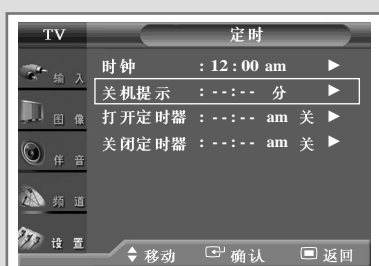 TV
定时
输入
时钟 : 12 : 00 am
关机提示 : - - : - - 分
图像
打开定时器 : - - : - - am 关
关闭定时器 : - - : - - am 关
伴音
频道
设置
移动 确认 返回